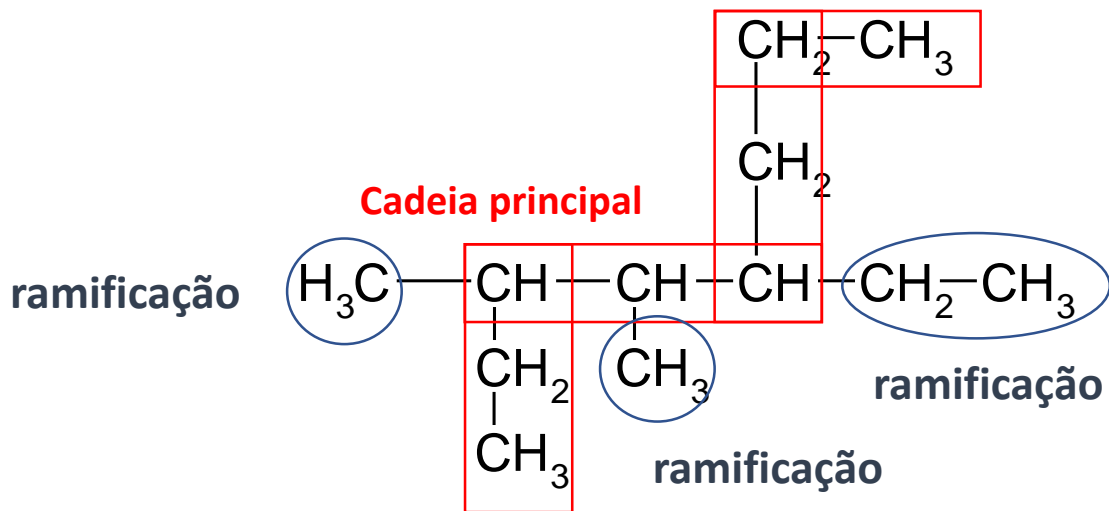 CH2 CH3
CH2
Cadeia principal
ramificação H3C CH CH CH CH2 CH3
CH2 CH3 ramificação
CH3 ramificação